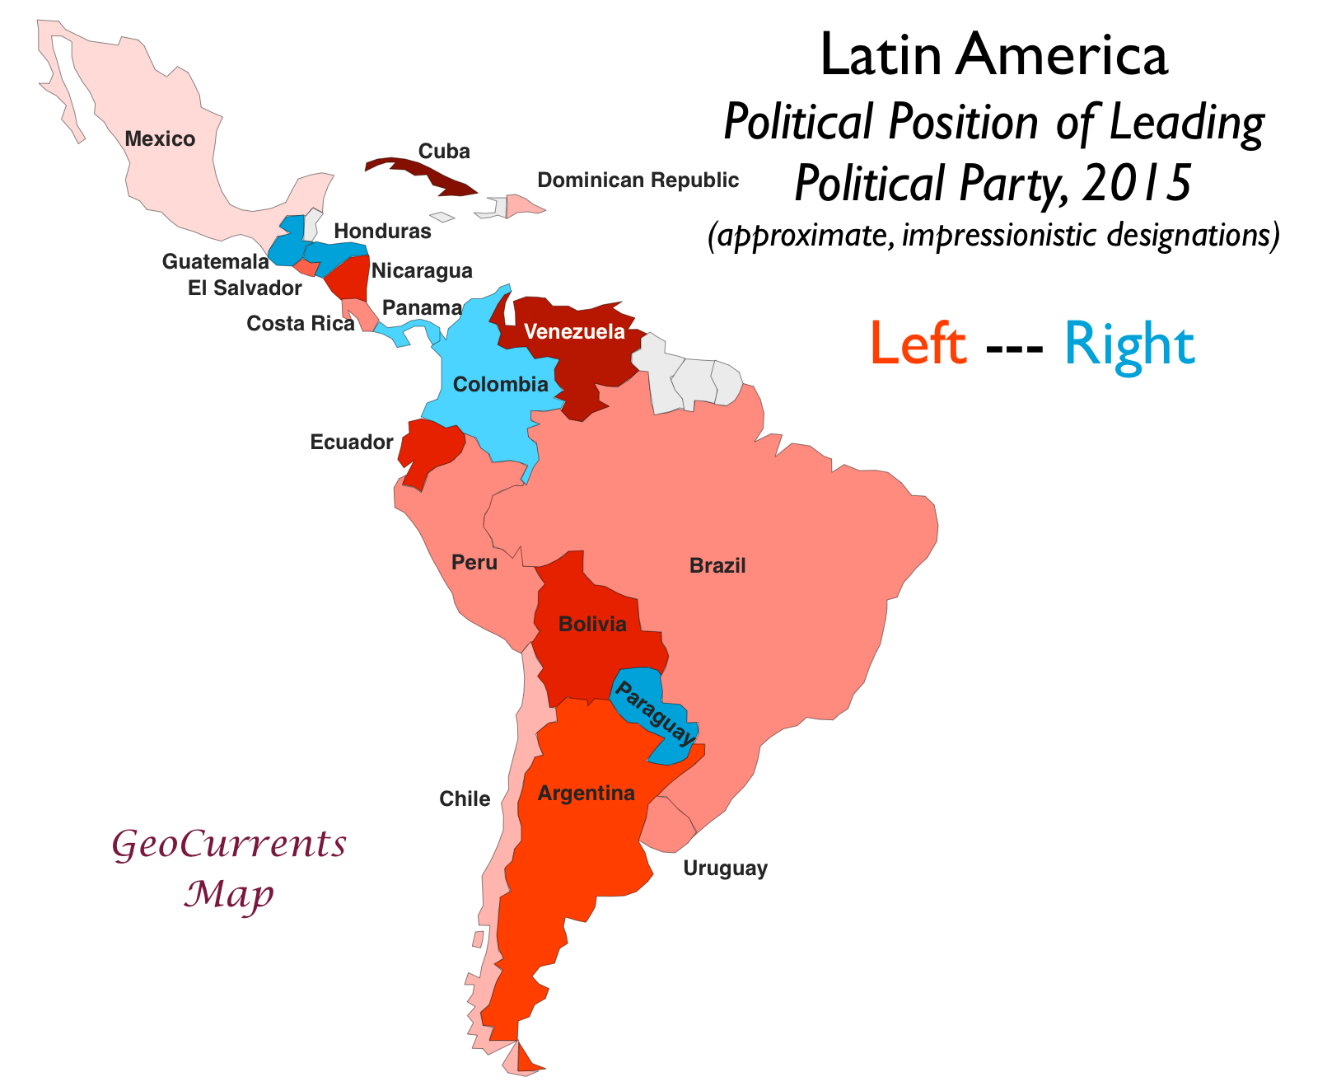 Latin America
Political Position of Leading
Political Party, 2015
(approximate, impressionistic designations)
Left --- Right
Mexico
Cuba
Dominican Republic
Honduras
Guatemala
Nicaragua
El Salvador
Panama
Costa Rica
Venezuela
Colombia
Ecuador
Peru
Brazil
Bolivia
Paraguay
Chile
Argentina
Uruguay
GeoCurrents
Map